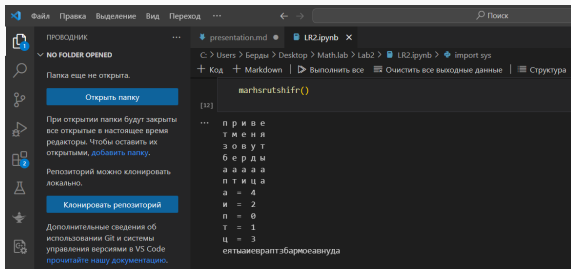 Файл Правка Выделение Вид Переход ... Поиск
ПРОВОДНИК ...
NO FOLDER OPENED
Папка еще не открыта.
Открыть папку
При открытии папки будут закрыты
все открытые в настоящее время
редакторы. Чтобы оставить их
открытыми, добавить папку.
Репозиторий можно клонировать
локально.
Клонировать репозиторий
Дополнительные сведения об
использовании Git и системы
управления версиями в VS Code
прочитайте нашу документацию.
presentation.md LR2.ipynb
C: > Users > Берды > Desktop > Math.lab > Lab2 > LR2.ipynb > import sys
+ Код + Markdown Выполнить все Очистить все выходные данные Структура
marhsrutshifr()
[32]
... п р и в е
т м е н я
з о в у т
б е р д ы
а а а а а
п т и ц а
а = 4
и = 2
п = 0
т = 1
ц = 3
еятыаиевраптзбармоеавнуда
2
2